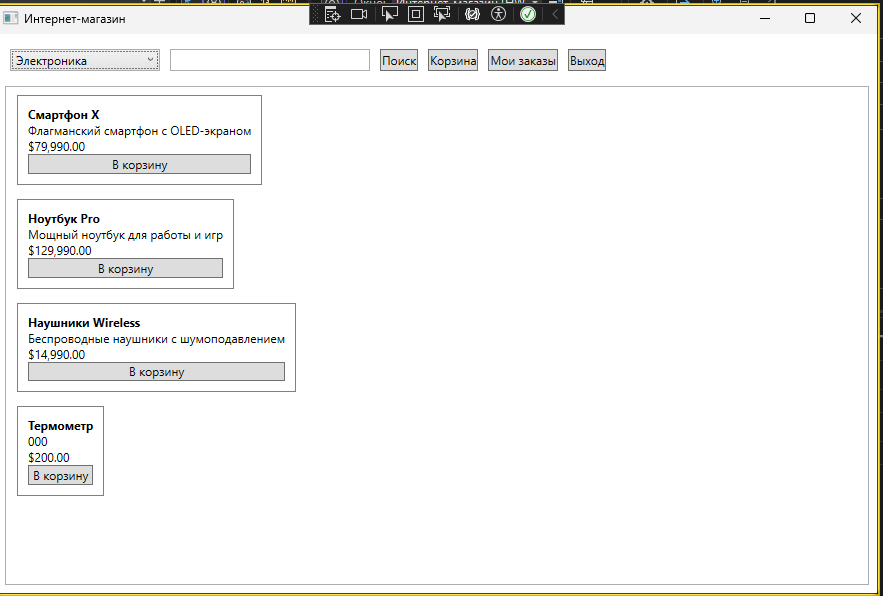 Интернет-магазин
Электроника Поиск Корзина Мои заказы Выход
Смартфон X
Флагманский смартфон с OLED-экраном
$79,990.00
В корзину
Ноутбук Pro
Мощный ноутбук для работы и игр
$129,990.00
В корзину
Наушники Wireless
Беспроводные наушники с шумоподавлением
$14,990.00
В корзину
Термометр
000
$200.00
В корзину